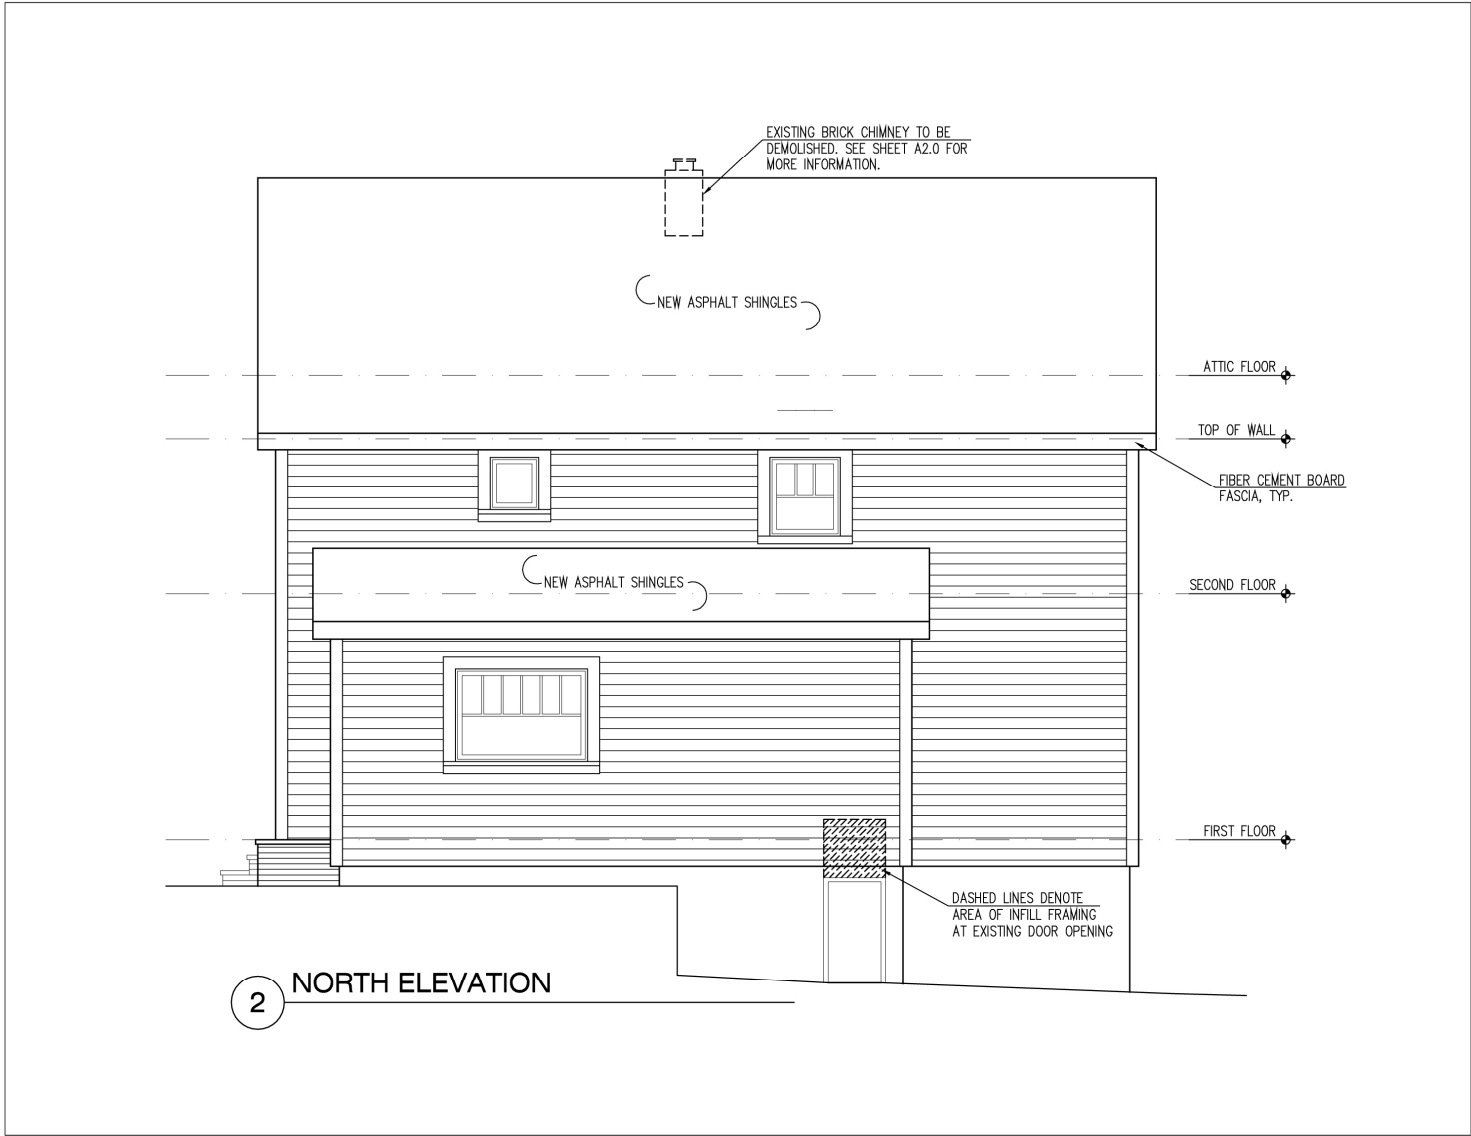 EXISTING BRICK CHIMNEY TO BE
DEMOLISHED. SEE SHEET A2.0 FOR
MORE INFORMATION.
NEW ASPHALT SHINGLES
ATTIC FLOOR
TOP OF WALL
FIBER CEMENT BOARD
FASCIA, TYP.
NEW ASPHALT SHINGLES
SECOND FLOOR
FIRST FLOOR
DASHED LINES DENOTE
AREA OF INFILL FRAMING
AT EXISTING DOOR OPENING
2 NORTH ELEVATION